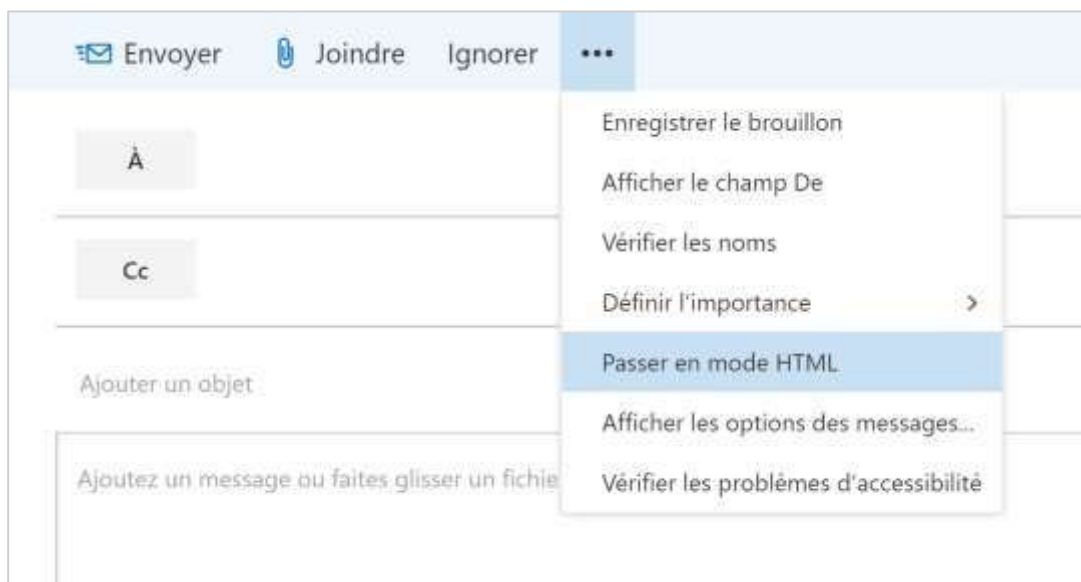 Envoyer Joindre Ignorer •••
Enregistrer le brouillon
À
Afficher le champ De
Vérifier les noms
Cc
Définir l'importance >
Passer en mode HTML
Ajouter un objet
Afficher les options des messages...
Ajoutez un message ou faites glisser un fichie
Vérifier les problèmes d'accessibilité